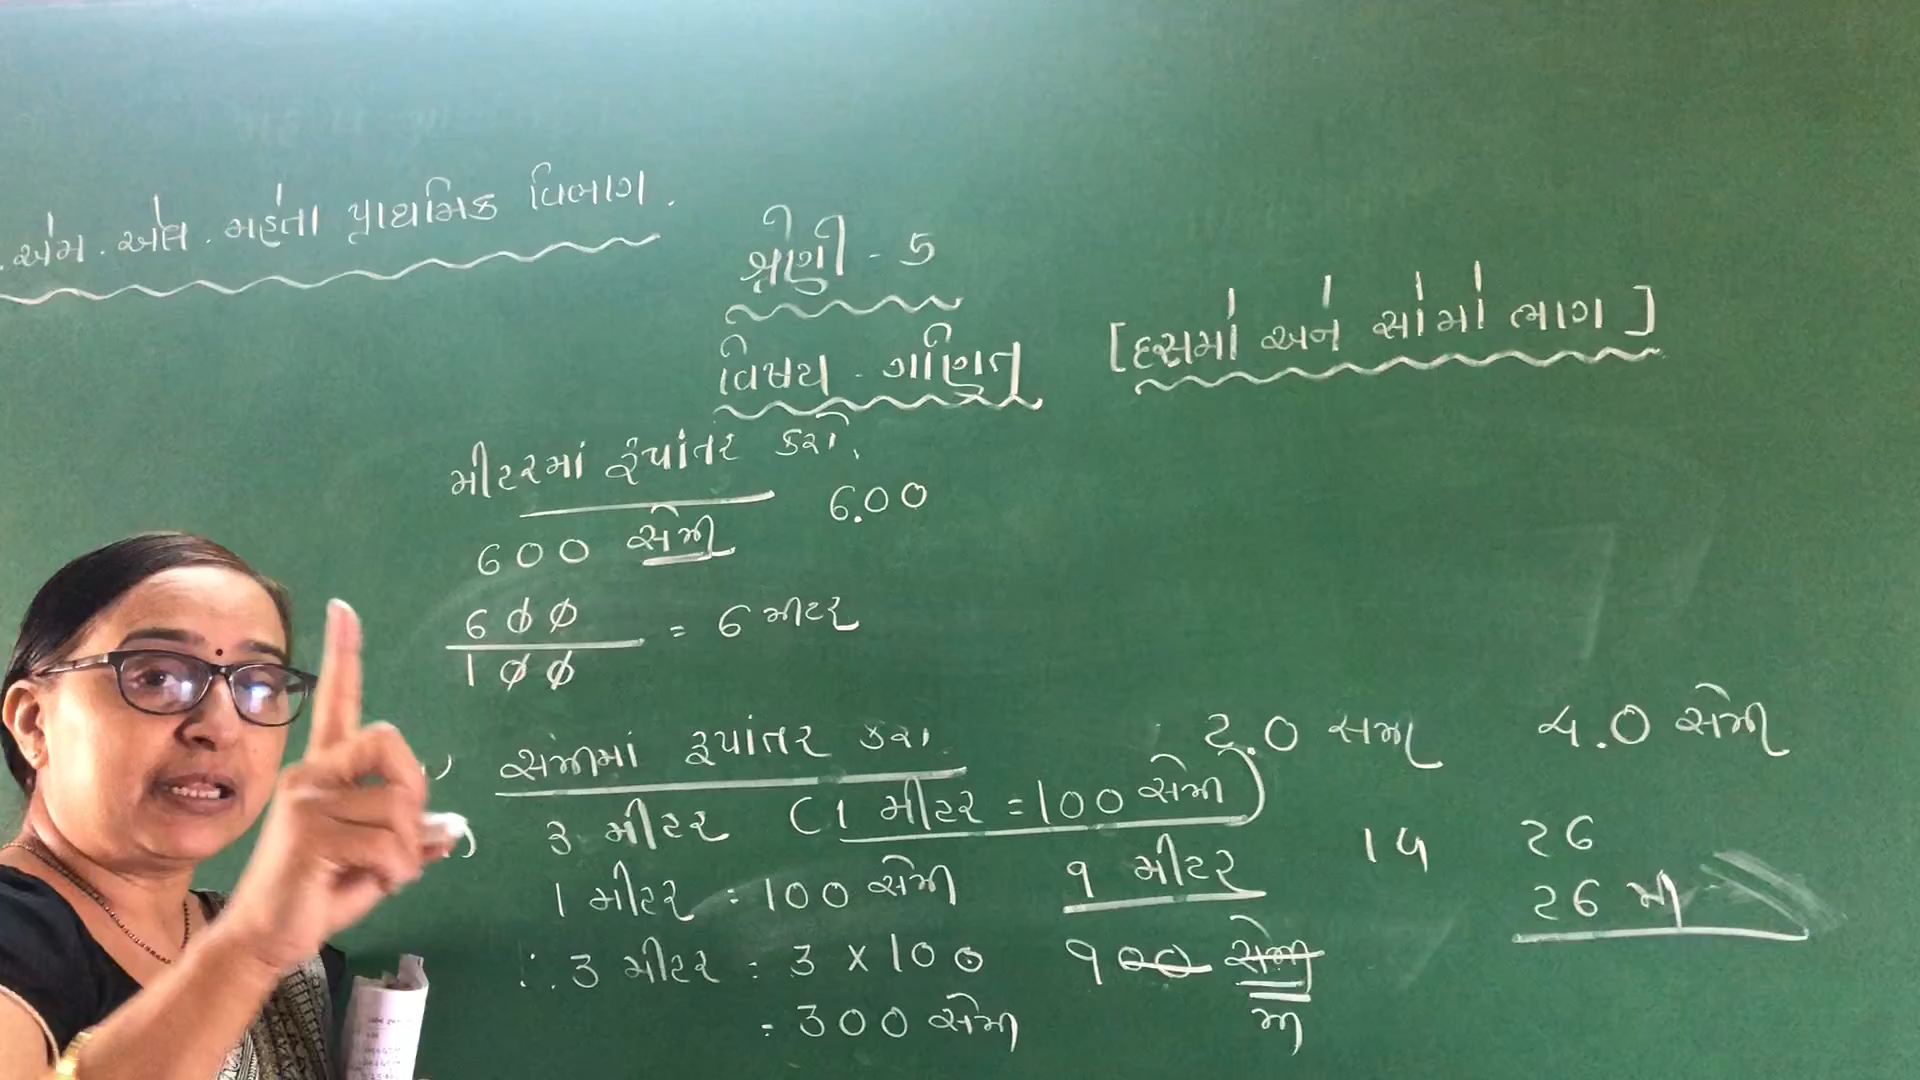 એમ. એલ. મહેતા પ્રાથમિક વિભાગ.
શ્રેણી - 5
વિષય - ગણિત
[દસમાં અને સોમાં ભાગ]
મીટરમાં રૂપાંતર કરો.
600 સેમી 6.00
600
100
= 6 મીટર
સેમીમાં રૂપાંતર કરો.
3 મીટર (1 મીટર = 100 સેમી)
1 મીટર = 100 સેમી
∴ 3 મીટર = 3 x 100
= 300 સેમી
9 મીટર
900 સેમી
2.0 સેમી
4.0 સેમી
14
26
26 મી